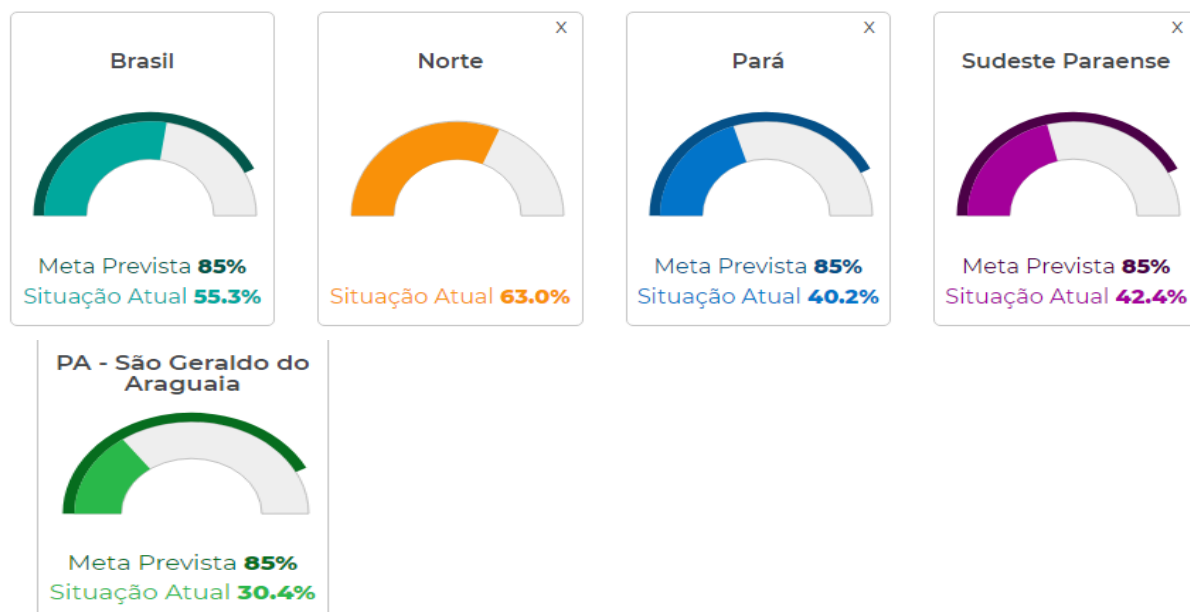 X
X
X
Brasil
Norte
Pará
Sudeste Paraense
Meta Prevista 85%
Situação Atual 55.3%
Situação Atual 63.0%
Meta Prevista 85%
Situação Atual 40.2%
Meta Prevista 85%
Situação Atual 42.4%
PA - São Geraldo do
Araguaia
Meta Prevista 85%
Situação Atual 30.4%